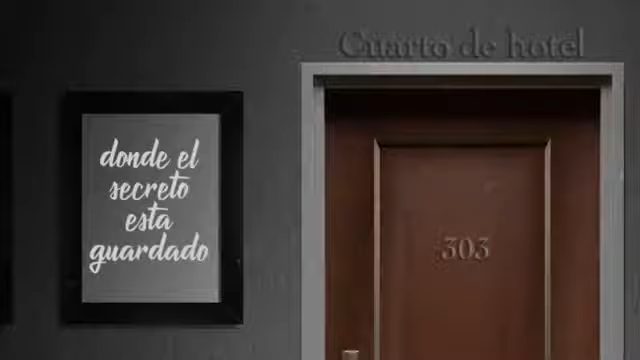 Cuarto de hotel
donde el
secreto
esta
guardado
303